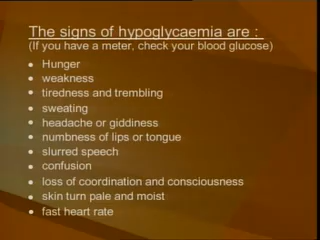 The signs of hypoglycaemia are :
(If you have a meter, check your blood glucose)
• Hunger
• weakness
• tiredness and trembling
• sweating
• headache or giddiness
• numbness of lips or tongue
• slurred speech
• confusion
• loss of coordination and consciousness
• skin turn pale and moist
• fast heart rate